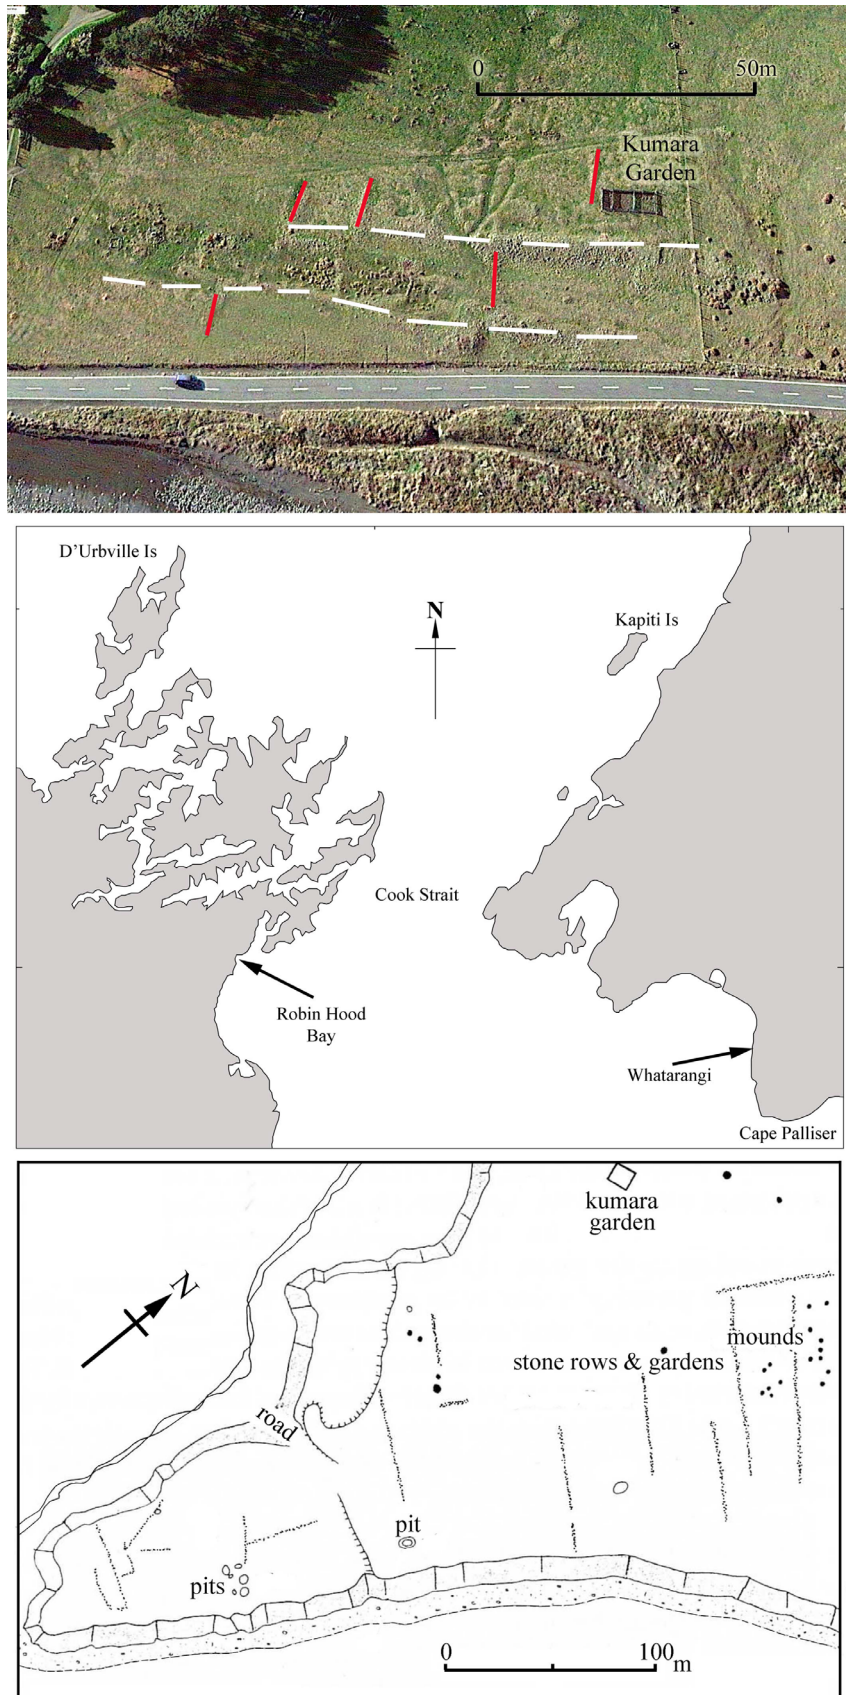 0 50m
Kumara
Garden
D'Urbville Is
N
Kapiti Is
Cook Strait
Robin Hood
Bay
Whatarangi
Cape Palliser
kumara
garden
N
mounds
stone rows & gardens
road
pit
pits
0 100m